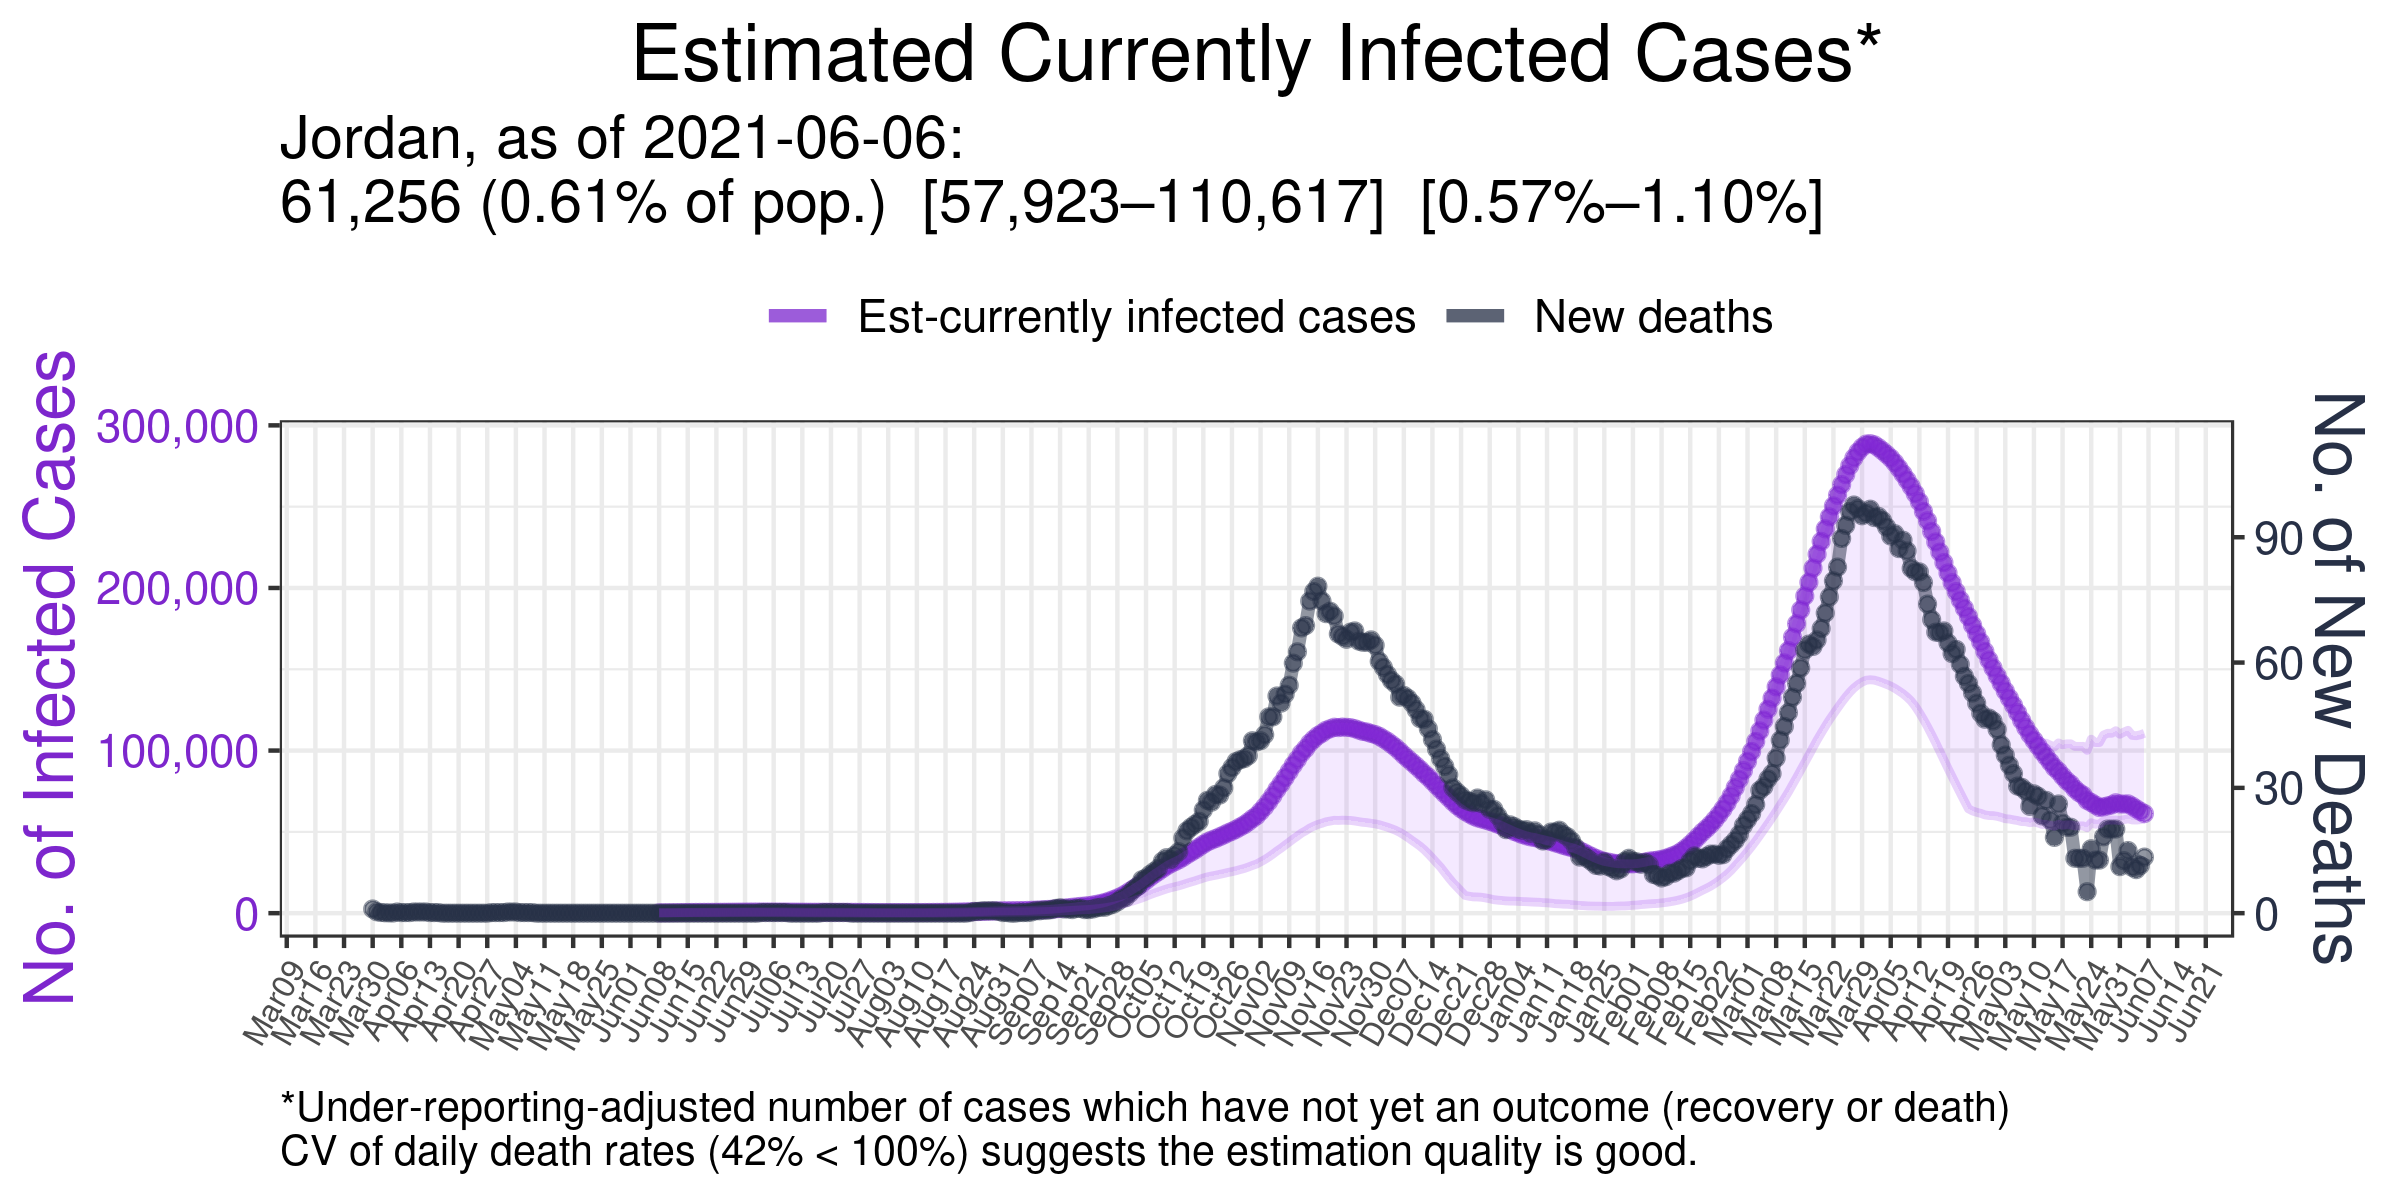 Estimated Currently Infected Cases*
Jordan, as of 2021-06-06:
61,256 (0.61% of pop.) [57,923–110,617] [0.57%–1.10%]
Est-currently infected cases New deaths
No. of Infected Cases
300,000
200,000
100,000
0
No. of New Deaths
90
60
30
0
Mar09 Mar16 Mar23 Mar30 Apr06 Apr13 Apr20 Apr27 May04 May11 May18 May25 Jun01 Jun08 Jun15 Jun22 Jun29 Jul06 Jul13 Jul20 Jul27 Aug03 Aug10 Aug17 Aug24 Aug31 Sep07 Sep14 Sep21 Sep28 Oct05 Oct12 Oct19 Oct26 Nov02 Nov09 Nov16 Nov23 Nov30 Dec07 Dec14 Dec21 Dec28 Jan04 Jan11 Jan18 Jan25 Feb01 Feb08 Feb15 Feb22 Mar01 Mar08 Mar15 Mar22 Mar29 Apr05 Apr12 Apr19 Apr26 May03 May10 May17 May24 May31 Jun07 Jun14 Jun21
*Under-reporting-adjusted number of cases which have not yet an outcome (recovery or death)
CV of daily death rates (42% < 100%) suggests the estimation quality is good.